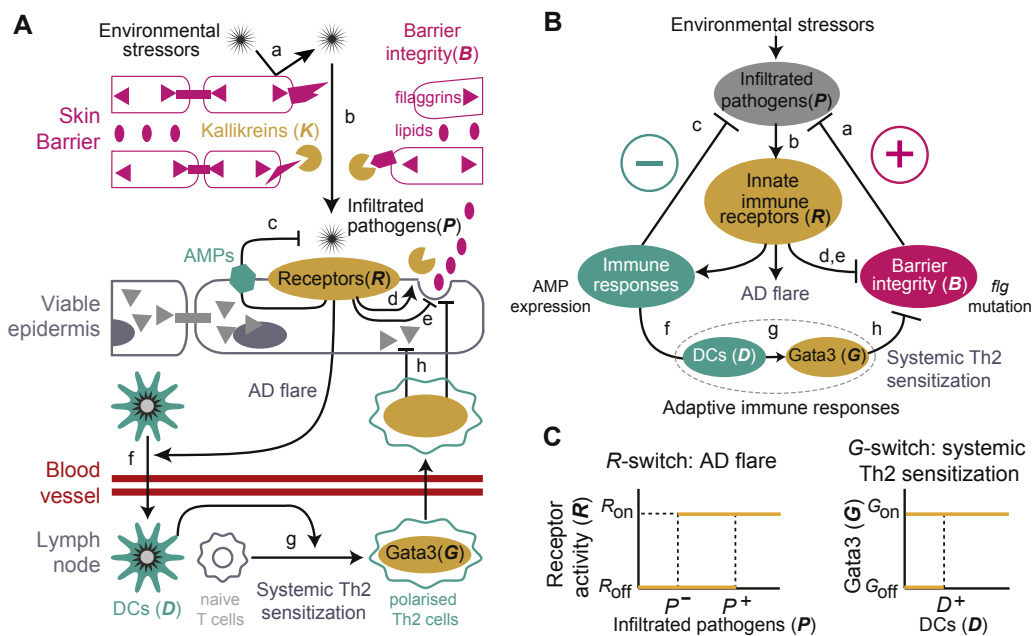 A
Environmental
stressors
a
Barrier
integrity(B)
Skin
Barrier
b
filaggrins
lipids
Kallikreins (K)
Infiltrated
pathogens(P)
c
AMPs
Receptors(R)
d
e
Viable
epidermis
h
AD flare
f
Blood
vessel
Lymph
node
g
Gata3(G)
DCs (D)
naive
T cells
Systemic Th2
sensitization
polarised
Th2 cells
B
Environmental stressors
Infiltrated
pathogens(P)
c
a
b
−
+
Innate
immune
receptors (R)
d,e
Immune
responses
AMP
expression
AD flare
Barrier
integrity (B)
flg
mutation
f
g
h
DCs (D)
Gata3 (G)
Systemic Th2
sensitization
Adaptive immune responses
C
R-switch: AD flare
Receptor
activity (R)
Ron
Roff
P−
P+
Infiltrated pathogens (P)
G-switch: systemic
Th2 sensitization
Gata3 (G)
Gon
Goff
D+
DCs (D)